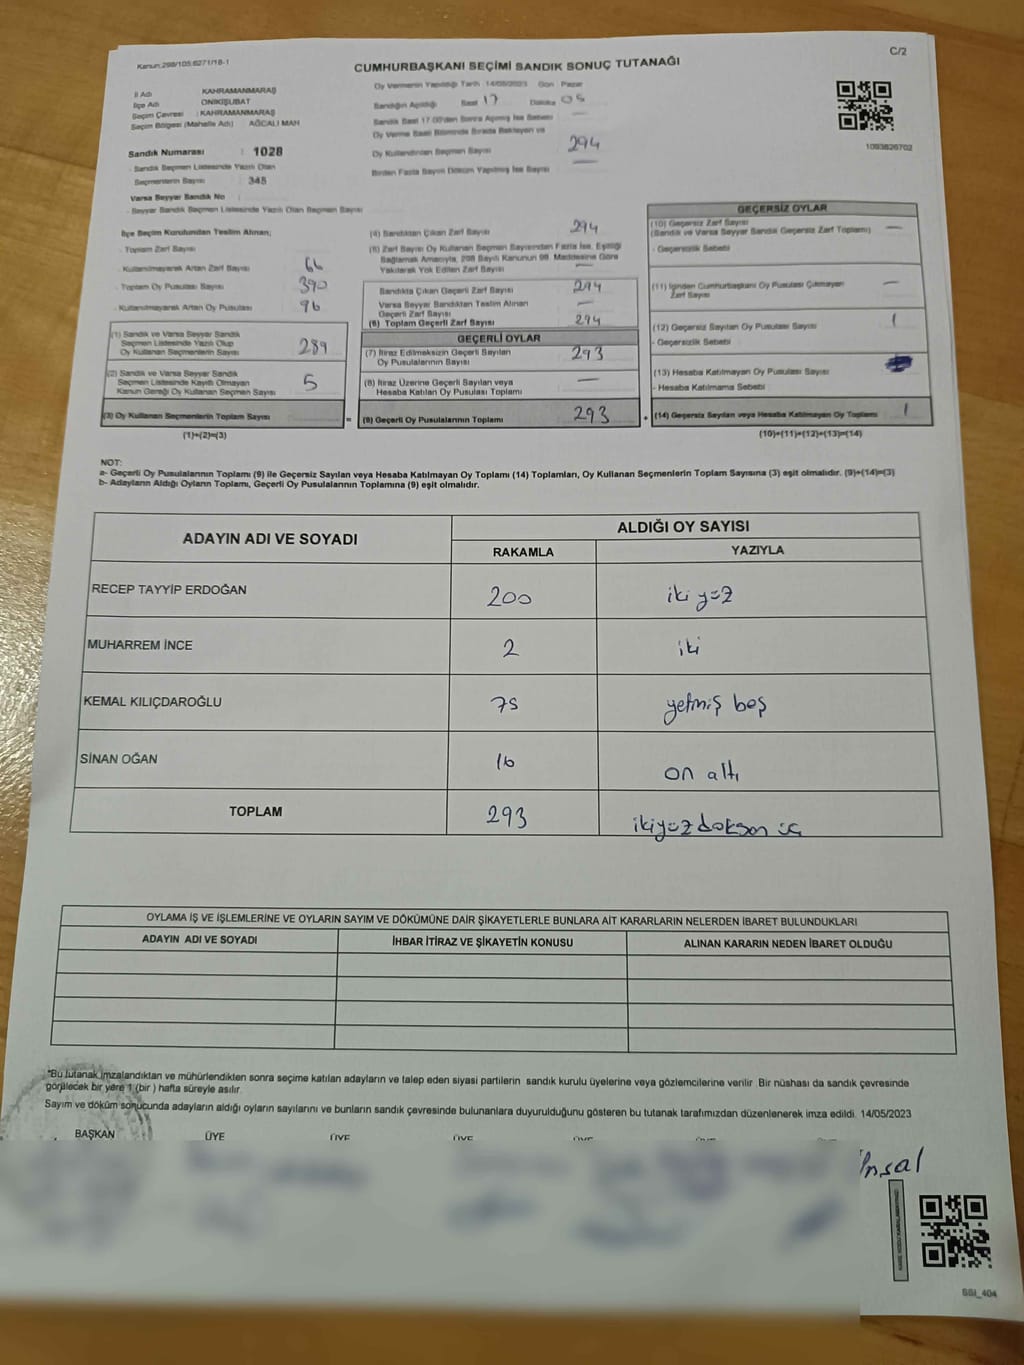 Kanun:298/105;6271/18-1
C/2
CUMHURBAŞKANI SEÇİMİ SANDIK SONUÇ TUTANAĞI
İl Adı KAHRAMANMARAŞ
İlçe Adı ONİKİŞUBAT
Seçim Çevresi : KAHRAMANMARAŞ
Seçim Bölgesi (Mahalle Adı) AĞCALI MAH
Sandık Numarası : 1028
- Sandık Seçmen Listesinde Yazılı Olan
Seçmenlerin Sayısı 345
Varsa Seyyar Sandık No :
- Seyyar Sandık Seçmen Listesinde Yazılı Olan Seçmen Sayısı
Oy Vermenin Yapıldığı Tarih 14/05/2023 Gün : Pazar
Sandığın Açıldığı Saat 17 Dakika 05
Sandık Saat 17.00'den Sonra Açılmış İse Sebebi —
Oy Verme Saati Bitiminde Sırada Bekleyen ve
Oy Kullandırılan Seçmen Sayısı 294
Birden Fazla Sayım Döküm Yapılmış İse Sayısı —
1093626702
İlçe Seçim Kurulundan Teslim Alınan;
- Toplam Zarf Sayısı
- Kullanılmayarak Artan Zarf Sayısı 66
- Toplam Oy Pusulası Sayısı 390
- Kullanılmayarak Artan Oy Pusulası 96
(1) Sandık ve Varsa Seyyar Sandık
Seçmen Listesinde Yazılı Olup
Oy Kullanan Seçmenlerin Sayısı 289
(2) Sandık ve Varsa Seyyar Sandık
Seçmen Listesinde Kayıtlı Olmayan
Kanun Gereği Oy Kullanan Seçmen Sayısı 5
(3) Oy Kullanan Seçmenlerin Toplam Sayısı
(1)+(2)=(3)
(4) Sandıktan Çıkan Zarf Sayısı 294
(5) Zarf Sayısı Oy Kullanan Seçmen Sayısından Fazla İse, Eşitliği
Sağlamak Amacıyla, 298 Sayılı Kanunun 98. Maddesine Göre
Yakılarak Yok Edilen Zarf Sayısı —
Sandıkta Çıkan Geçerli Zarf Sayısı 294
Varsa Seyyar Sandıktan Teslim Alınan
Geçerli Zarf Sayısı —
(6) Toplam Geçerli Zarf Sayısı 294
GEÇERLİ OYLAR
(7) İtiraz Edilmeksizin Geçerli Sayılan
Oy Pusulalarının Sayısı 293
(8) İtiraz Üzerine Geçerli Sayılan veya
Hesaba Katılan Oy Pusulası Toplamı —
= (9) Geçerli Oy Pusulalarının Toplamı 293
GEÇERSİZ OYLAR
(10) Geçersiz Zarf Sayısı
(Sandık ve Varsa Seyyar Sandık Geçersiz Zarf Toplamı) —
- Geçersizlik Sebebi
(11) İçinden Cumhurbaşkanı Oy Pusulası Çıkmayan
Zarf Sayısı —
(12) Geçersiz Sayılan Oy Pusulası Sayısı 1
- Geçersizlik Sebebi
(13) Hesaba Katılmayan Oy Pusulası Sayısı
- Hesaba Katılmama Sebebi
+ (14) Geçersiz Sayılan veya Hesaba Katılmayan Oy Toplamı 1
(10)+(11)+(12)+(13)=(14)
NOT:
a- Geçerli Oy Pusulalarının Toplamı (9) ile Geçersiz Sayılan veya Hesaba Katılmayan Oy Toplamı (14) Toplamları, Oy Kullanan Seçmenlerin Toplam Sayısına (3) eşit olmalıdır. (9)+(14)=(3)
b- Adayların Aldığı Oyların Toplamı, Geçerli Oy Pusulalarının Toplamına (9) eşit olmalıdır.
ADAYIN ADI VE SOYADI
ALDIĞI OY SAYISI
RAKAMLA YAZIYLA
RECEP TAYYİP ERDOĞAN 200 iki yüz
MUHARREM İNCE 2 iki
KEMAL KILIÇDAROĞLU 75 yetmiş beş
SİNAN OĞAN 16 on altı
TOPLAM 293 ikiyüzdoksan üç
OYLAMA İŞ VE İŞLEMLERİNE VE OYLARIN SAYIM VE DÖKÜMÜNE DAİR ŞİKAYETLERLE BUNLARA AİT KARARLARIN NELERDEN İBARET BULUNDUKLARI
ADAYIN ADI VE SOYADI İHBAR İTİRAZ VE ŞİKAYETİN KONUSU ALINAN KARARIN NEDEN İBARET OLDUĞU
*Bu tutanak imzalandıktan ve mühürlendikten sonra seçime katılan adayların ve talep eden siyasi partilerin sandık kurulu üyelerine veya gözlemcilerine verilir. Bir nüshası da sandık çevresinde
görülecek bir yere 1 (bir ) hafta süreyle asılır.
Sayım ve döküm sonucunda adayların aldığı oyların sayılarını ve bunların sandık çevresinde bulunanlara duyurulduğunu gösteren bu tutanak tarafımızdan düzenlenerek imza edildi. 14/05/2023
BAŞKAN ÜYE ÜYE ÜYE ÜYE
SSI_404